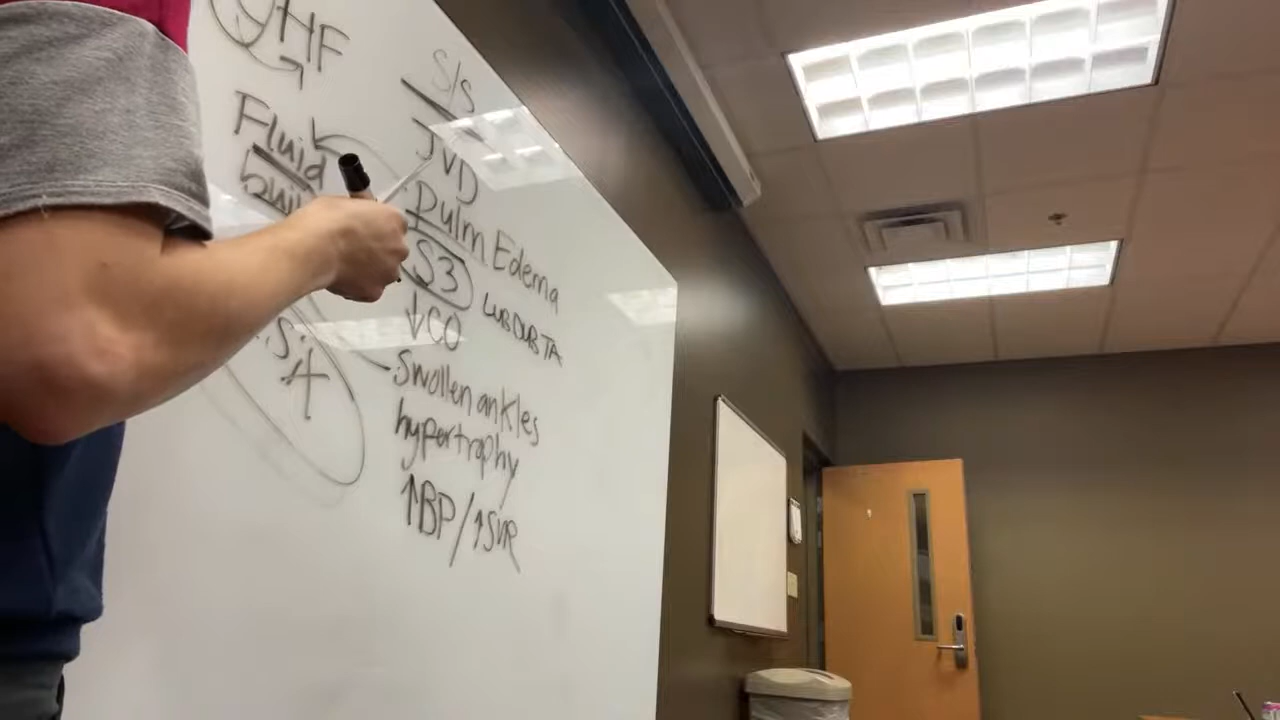 HF
Fluid
S/S
JVD
Pulm Edema
S3 LUB DUB TA
↓CO
Swollen ankles
hypertrophy
↑BP/↑SVR